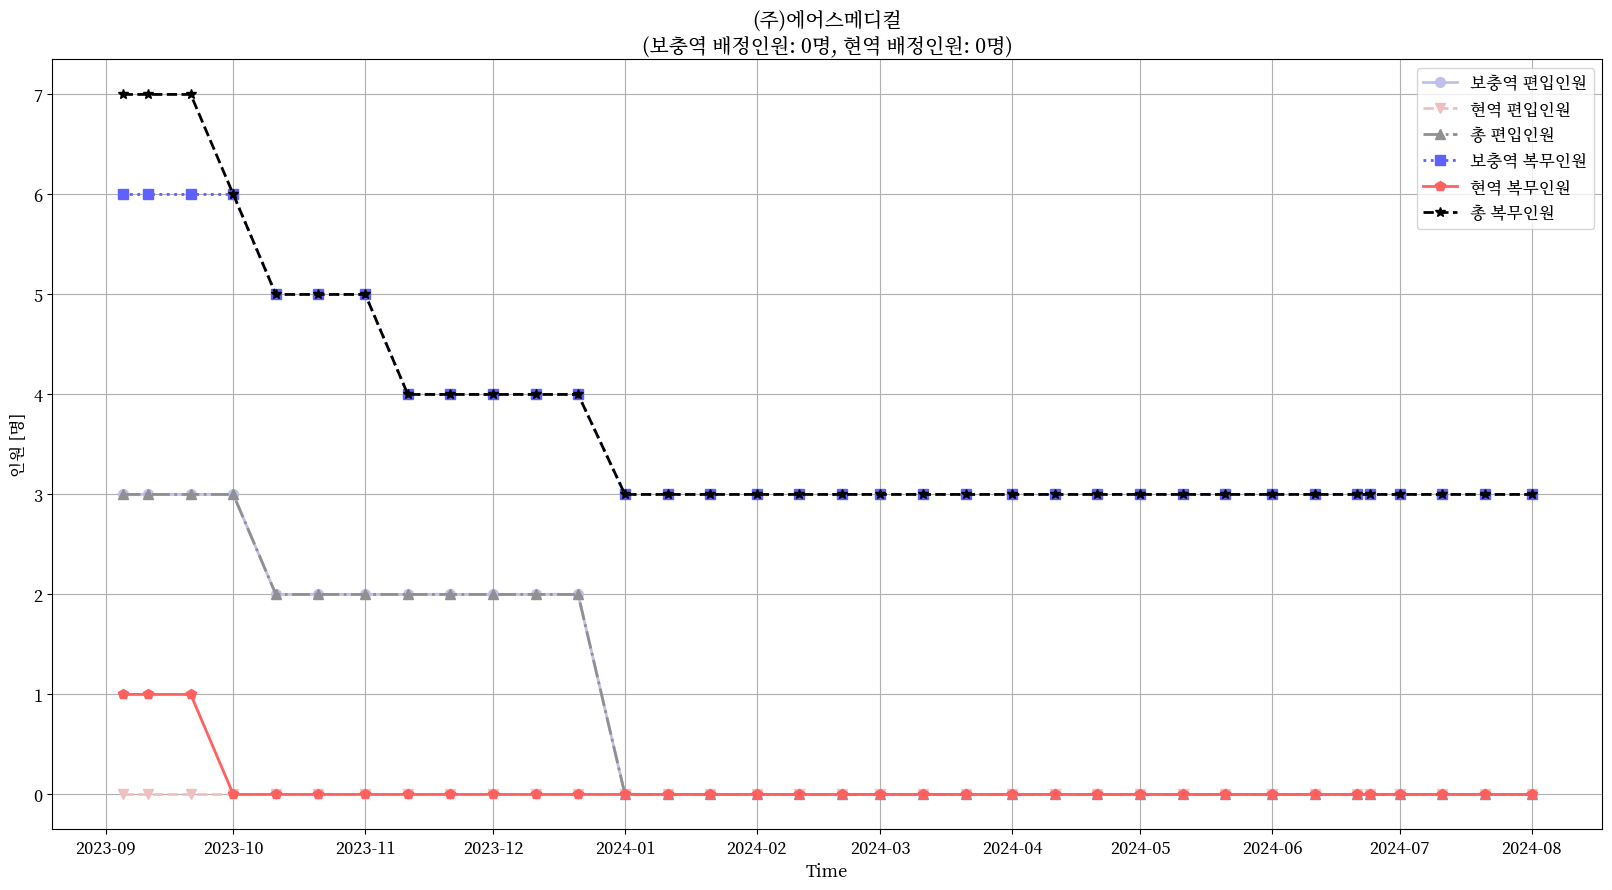 (주)에어스메디컬
(보충역 배정인원: 0명, 현역 배정인원: 0명)
보충역 편입인원
현역 편입인원
총 편입인원
보충역 복무인원
현역 복무인원
총 복무인원
인원 [명]
7
6
5
4
3
2
1
0
2023-09 2023-10 2023-11 2023-12 2024-01 2024-02 2024-03 2024-04 2024-05 2024-06 2024-07 2024-08
Time